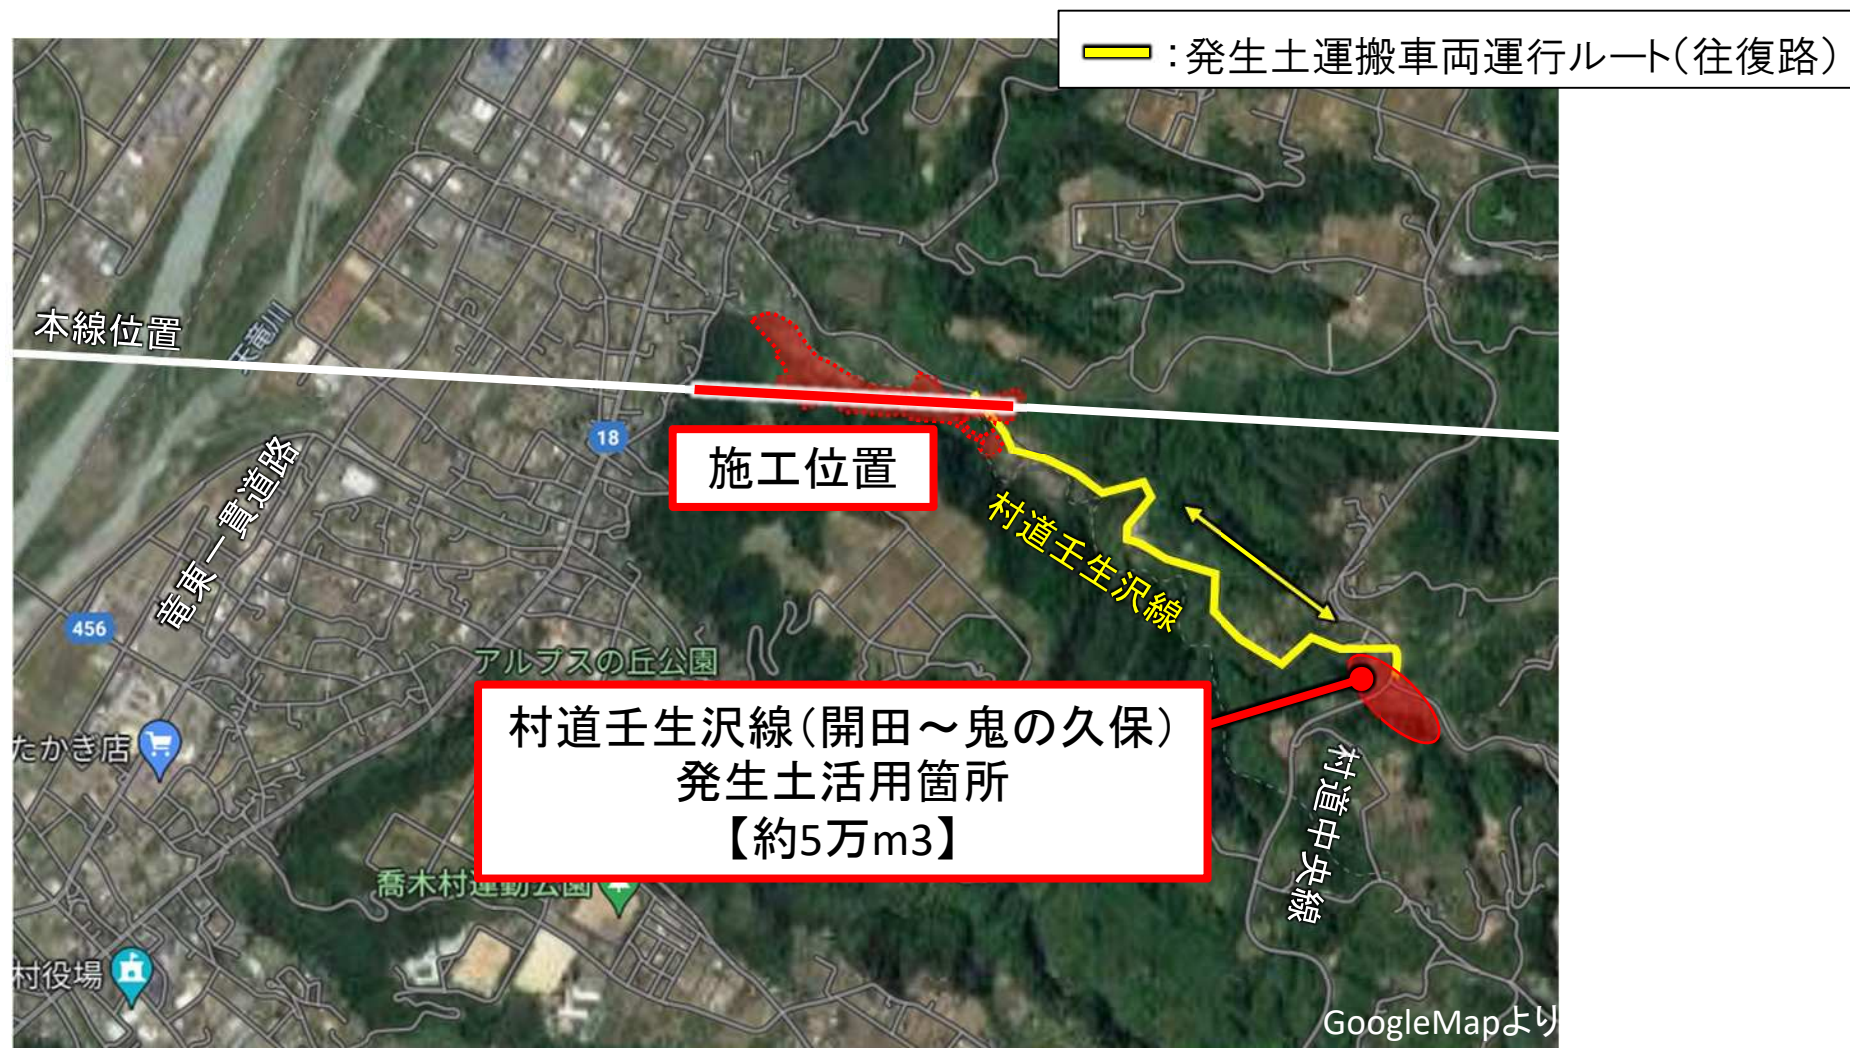 :発生土運搬車両運行ルート(往復路)
本線位置
天竜川
18
施工位置
竜東一貫道路
村道壬生沢線
456
アルプスの丘公園
村道壬生沢線(開田～鬼の久保)
発生土活用箇所
【約5万m3】
たかぎ店
村道中央線
喬木村運動公園
村役場
GoogleMapより